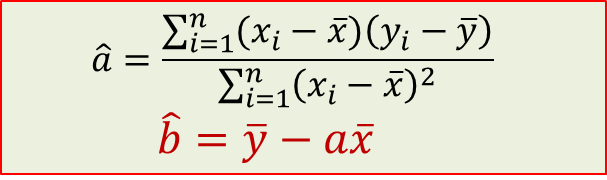 â = ∑ⁿᵢ₌₁(xᵢ − x̄)(yᵢ − ȳ) / ∑ⁿᵢ₌₁(xᵢ − x̄)²
b̂ = ȳ − ax̄